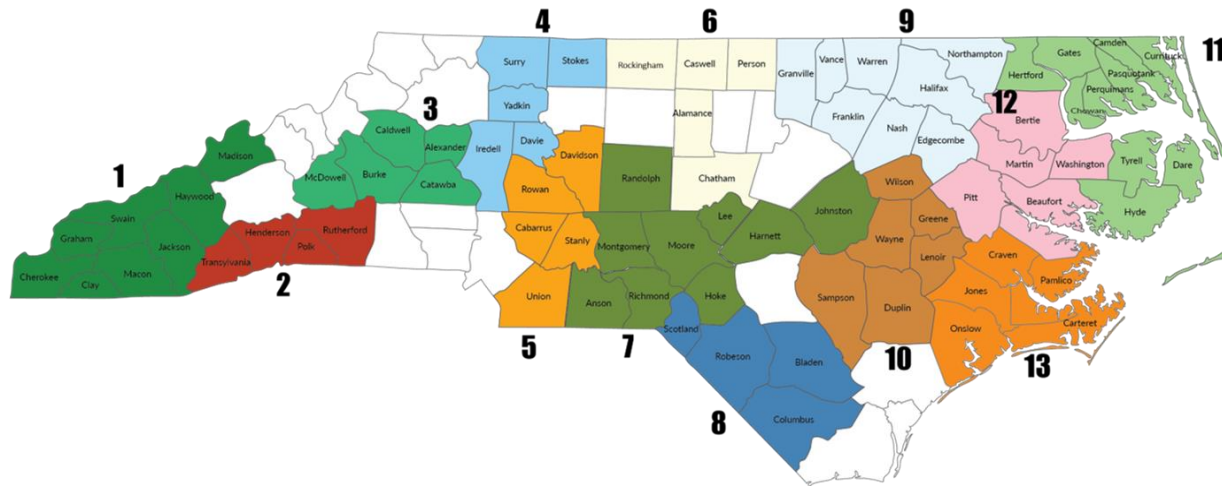 4
6
9
11
Surry
Stokes
Rockingham
Caswell
Person
Granville
Vance
Warren
Northampton
Hertford
Gates
Camden
Currituck
Pasquotank
Perquimans
Chowan
Halifax
3
Yadkin
Alamance
Franklin
Nash
Edgecombe
12
Bertie
Caldwell
Alexander
Iredell
Davie
Davidson
Madison
1
McDowell
Burke
Catawba
Rowan
Randolph
Chatham
Martin
Washington
Tyrell
Dare
Haywood
Wilson
Pitt
Beaufort
Hyde
Swain
Graham
Jackson
Henderson
Rutherford
Polk
Transylvania
Cabarrus
Stanly
Montgomery
Moore
Lee
Harnett
Johnston
Greene
Wayne
Lenoir
Craven
Pamlico
Cherokee
Clay
Macon
2
Union
Anson
Richmond
Hoke
Sampson
Duplin
Jones
Onslow
Carteret
Scotland
5
7
Robeson
Bladen
10
13
8
Columbus